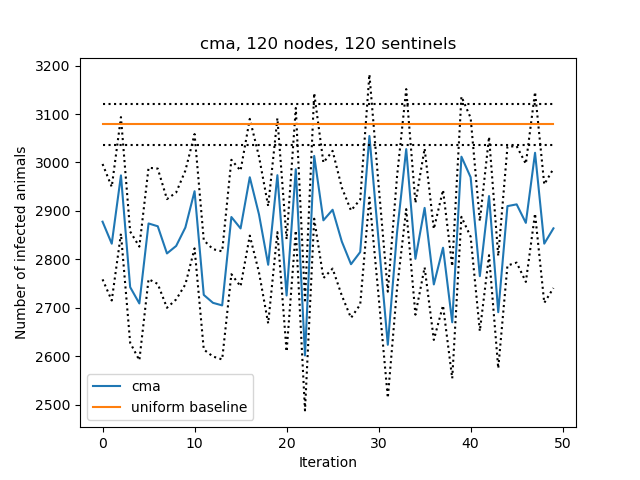 cma, 120 nodes, 120 sentinels
3200
3100
3000
2900
2800
2700
2600
2500
Number of infected animals
cma
uniform baseline
0
10
20
30
40
50
Iteration